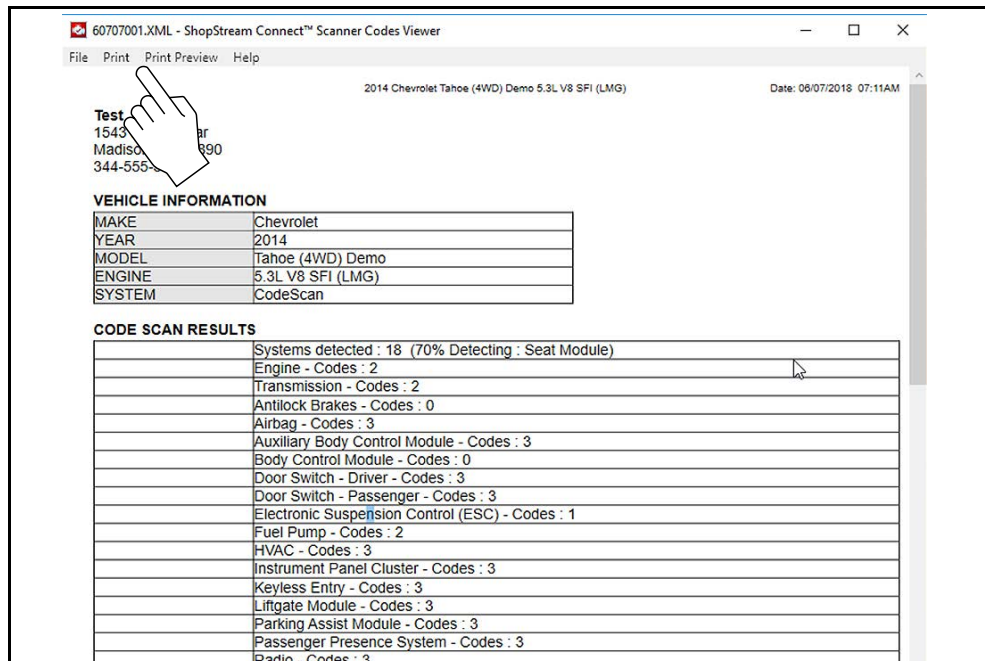 60707001.XML - ShopStream Connect™ Scanner Codes Viewer
File Print Print Preview Help
2014 Chevrolet Tahoe (4WD) Demo 5.3L V8 SFI (LMG) Date: 06/07/2018 07:11AM
Test
1543
344-555-
VEHICLE INFORMATION
MAKE Chevrolet
YEAR 2014
MODEL Tahoe (4WD) Demo
ENGINE 5.3L V8 SFI (LMG)
SYSTEM CodeScan
CODE SCAN RESULTS
Systems detected : 18 (70% Detecting : Seat Module)
Engine - Codes : 2
Transmission - Codes : 2
Antilock Brakes - Codes : 0
Airbag - Codes : 3
Auxiliary Body Control Module - Codes : 3
Body Control Module - Codes : 0
Door Switch - Driver - Codes : 3
Door Switch - Passenger - Codes : 3
Electronic Suspension Control (ESC) - Codes : 1
Fuel Pump - Codes : 2
HVAC - Codes : 3
Instrument Panel Cluster - Codes : 3
Keyless Entry - Codes : 3
Liftgate Module - Codes : 3
Parking Assist Module - Codes : 3
Passenger Presence System - Codes : 3
Radio - Codes : 3